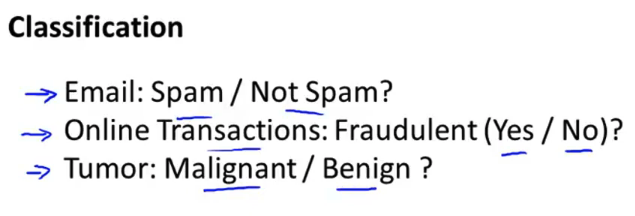 Classification
Email: Spam / Not Spam?
Online Transactions: Fraudulent (Yes / No)?
Tumor: Malignant / Benign ?